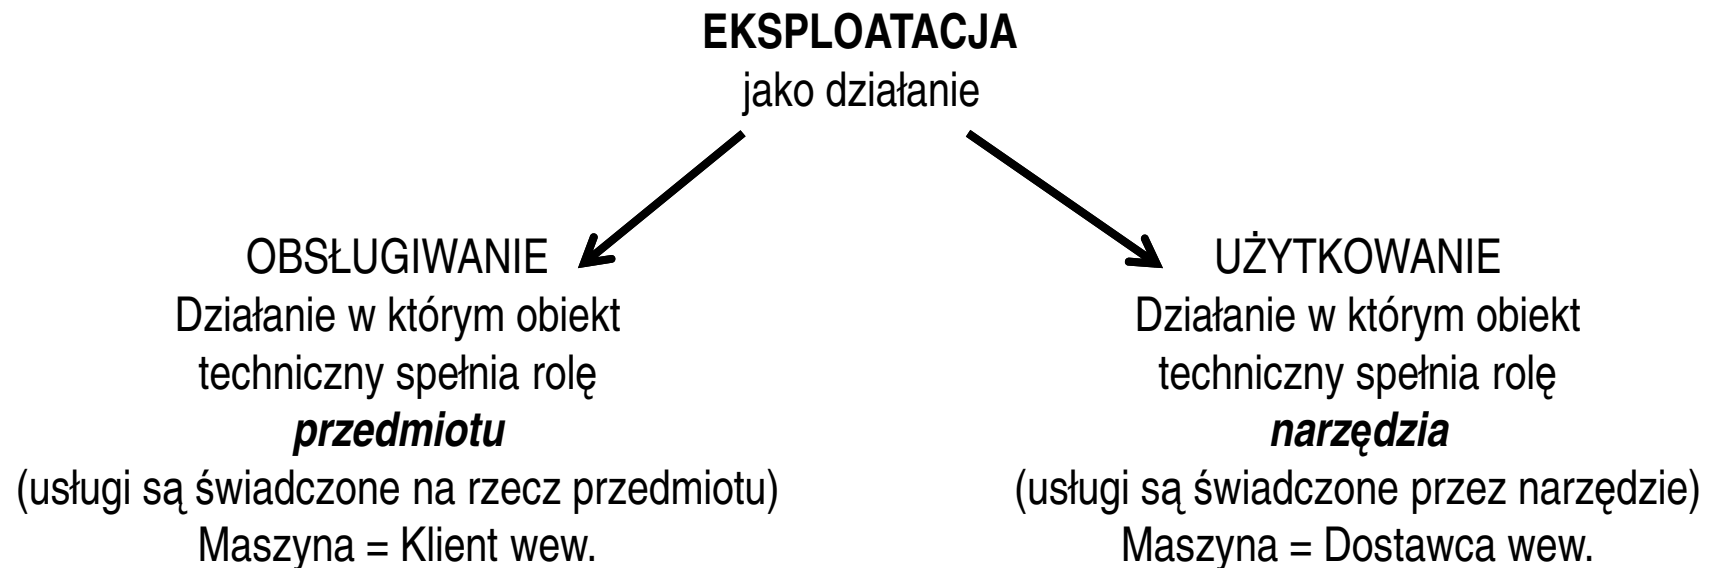 EKSPLOATACJA
jako działanie
OBSŁUGIWANIE
Działanie w którym obiekt
techniczny spełnia rolę
przedmiotu
(usługi są świadczone na rzecz przedmiotu)
Maszyna = Klient wew.
UŻYTKOWANIE
Działanie w którym obiekt
techniczny spełnia rolę
narzędzia
(usługi są świadczone przez narzędzie)
Maszyna = Dostawca wew.